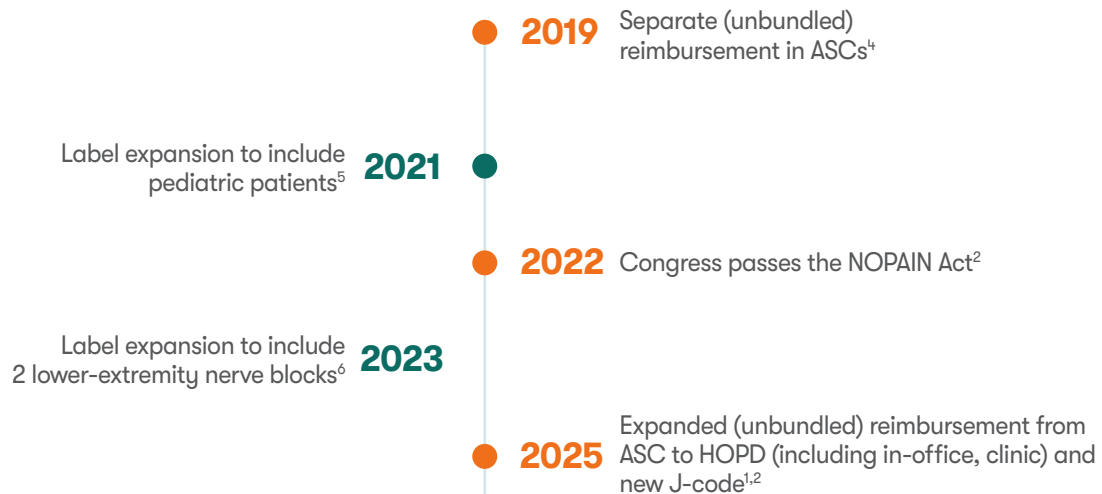 2019 Separate (unbundled)
reimbursement in ASCs⁴
Label expansion to include
pediatric patients⁵
2021
2022 Congress passes the NOPAIN Act²
Label expansion to include
2 lower-extremity nerve blocks⁶
2023
Expanded (unbundled) reimbursement from
2025 ASC to HOPD (including in-office, clinic) and
new J-code¹,²